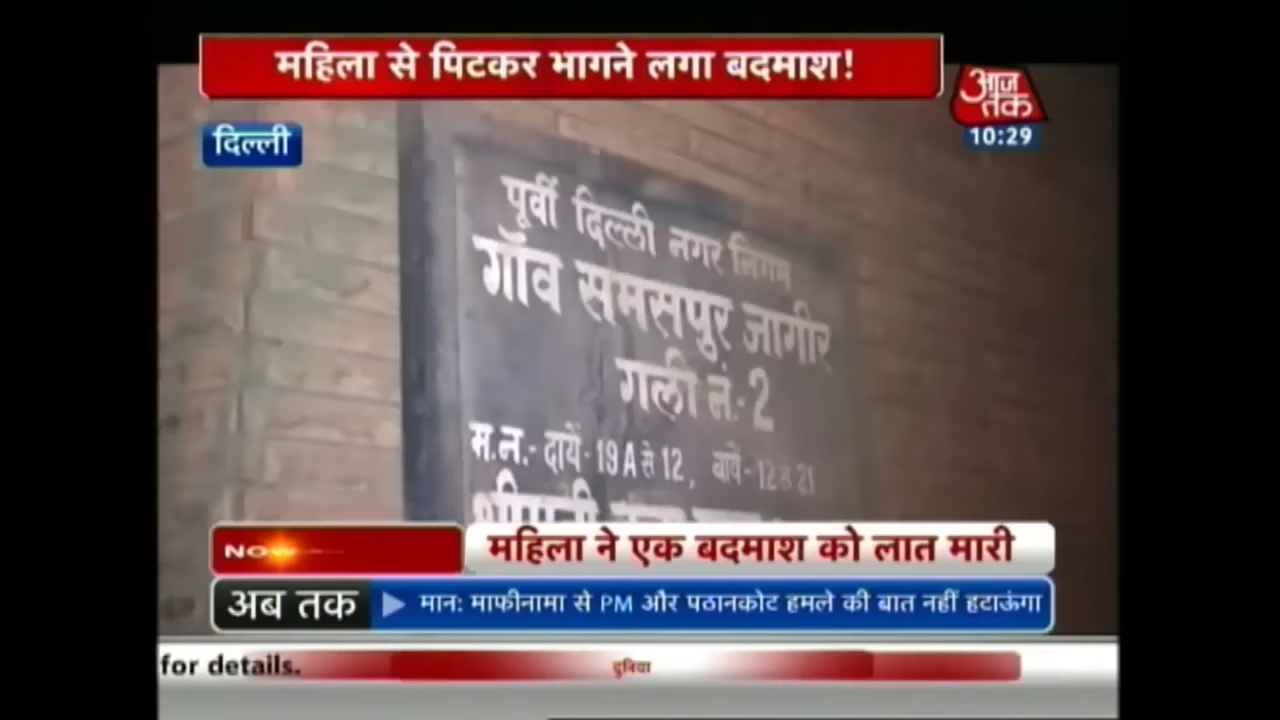 महिला से पिटकर भागने लगा बदमाश!
आज
तक
10:29
दिल्ली
पूर्वी दिल्ली नगर निगम
गाँव समसपुर जागीर
गली नं.-2
म.न.- दायें - 19 A से 12, बायें - 12 से 21
NOW
महिला ने एक बदमाश को लात मारी
अब तक
मान: माफीनामा से PM और पठानकोट हमले की बात नहीं हटाऊंगा
for details.
दुनिया